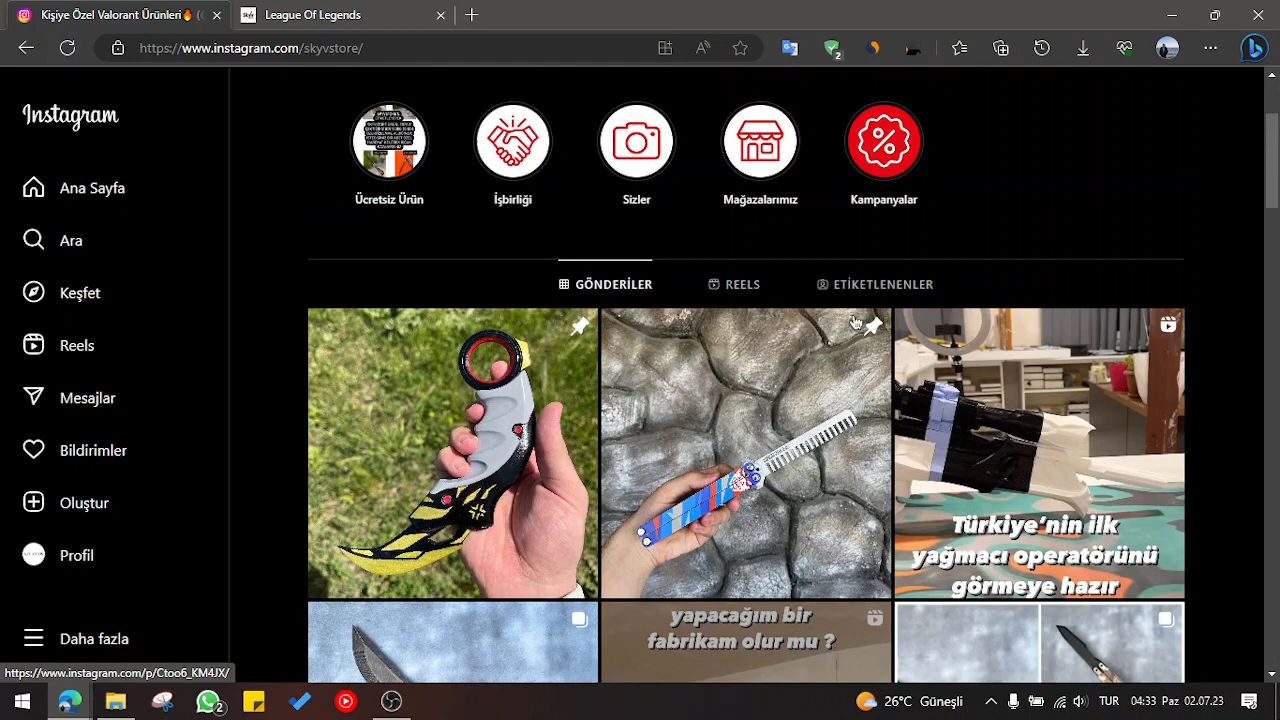 Kişiye Özel Valorant Ürünleri🔥 (
League Of Legends
https://www.instagram.com/skyvstore/
2
Instagram
Ana Sayfa
Ara
Keşfet
Reels
Mesajlar
Bildirimler
Oluştur
Profil
Daha fazla
Ücretsiz Ürün
İşbirliği
Sizler
Mağazalarımız
Kampanyalar
GÖNDERİLER
REELS
ETİKETLENENLER
Türkiye’nin ilk
yağmacı operatörünü
görmeye hazır
yapacağım bir
fabrikam olur mu ?
https://www.instagram.com/p/Ctoo6_KM4JX/
2
26°C Güneşli
TUR
04:33 Paz 02.07.23